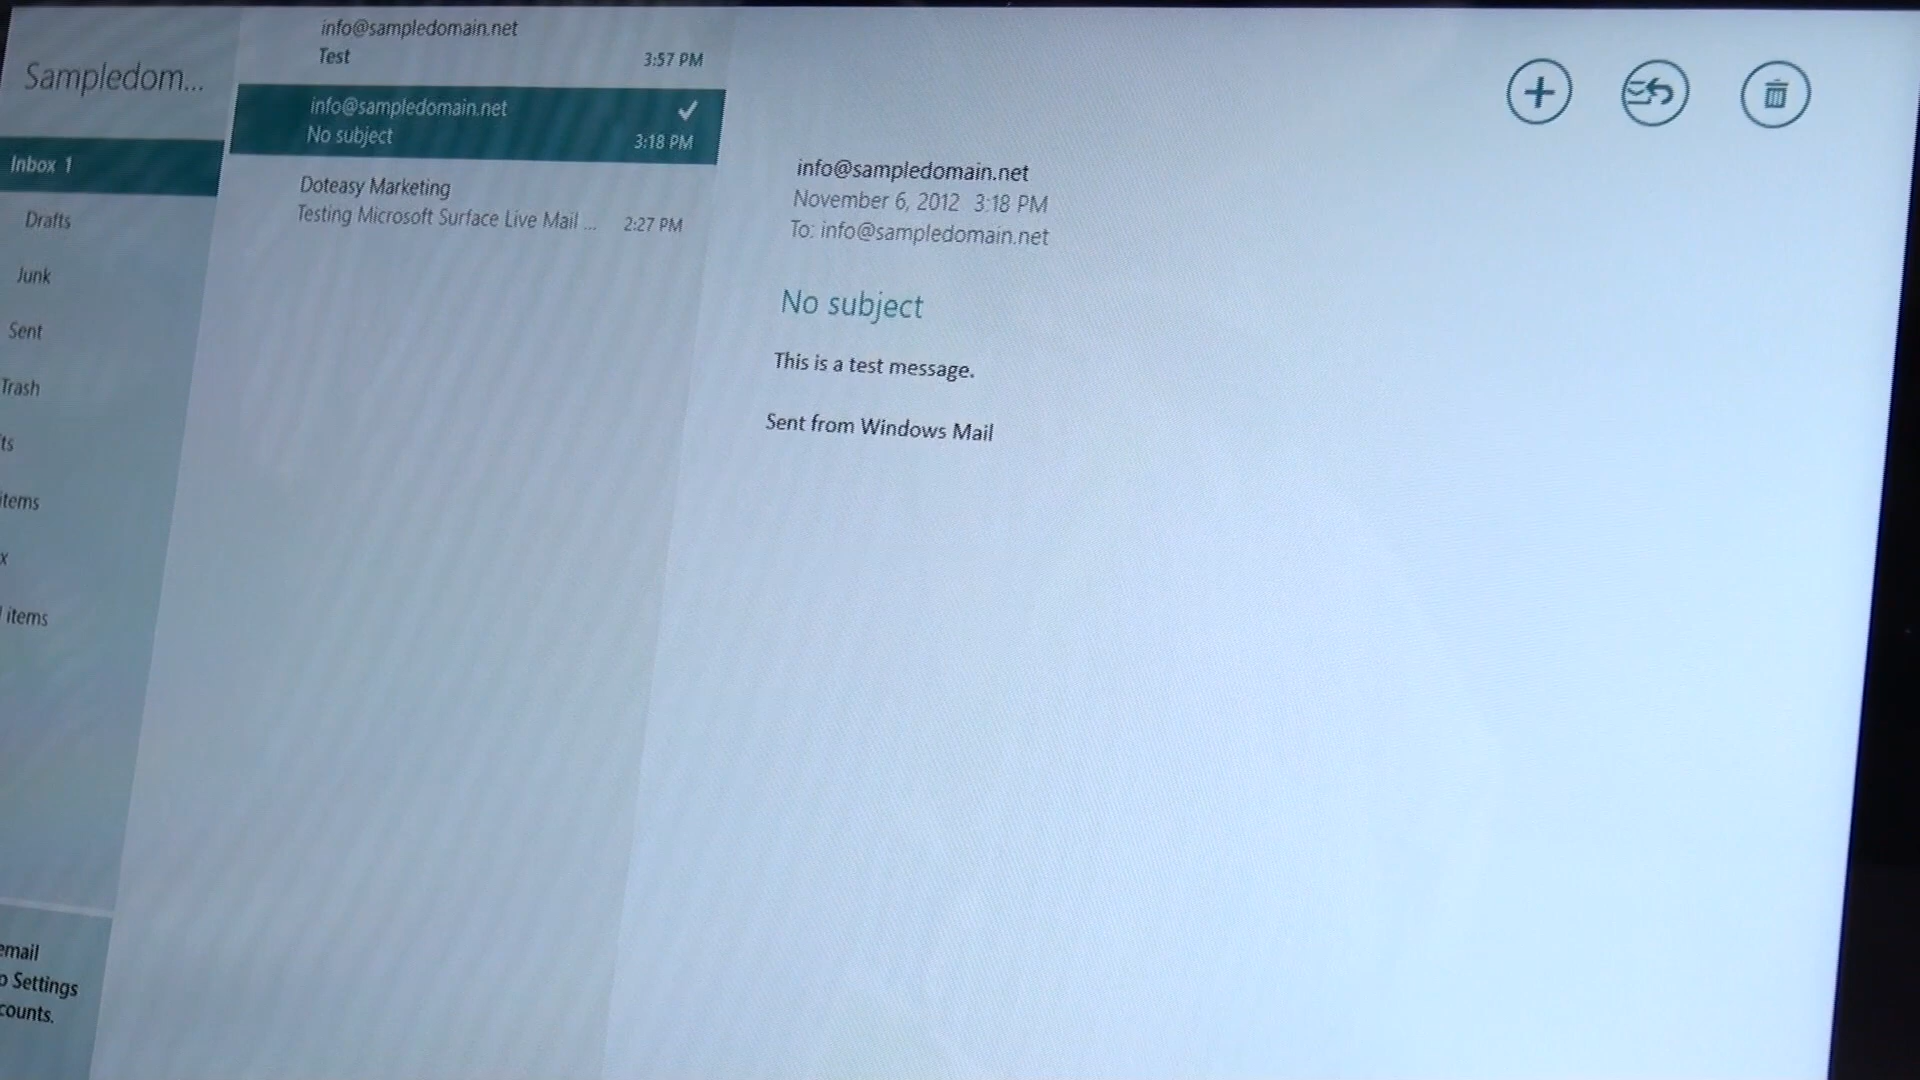 Sampledom...
Inbox 1
Drafts
Junk
Sent
Trash
ts
items
x
items
email
o Settings
counts.
info@sampledomain.net
Test 3:57 PM
info@sampledomain.net
No subject 3:18 PM
Doteasy Marketing
Testing Microsoft Surface Live Mail ... 2:27 PM
info@sampledomain.net
November 6, 2012 3:18 PM
To: info@sampledomain.net
No subject
This is a test message.
Sent from Windows Mail